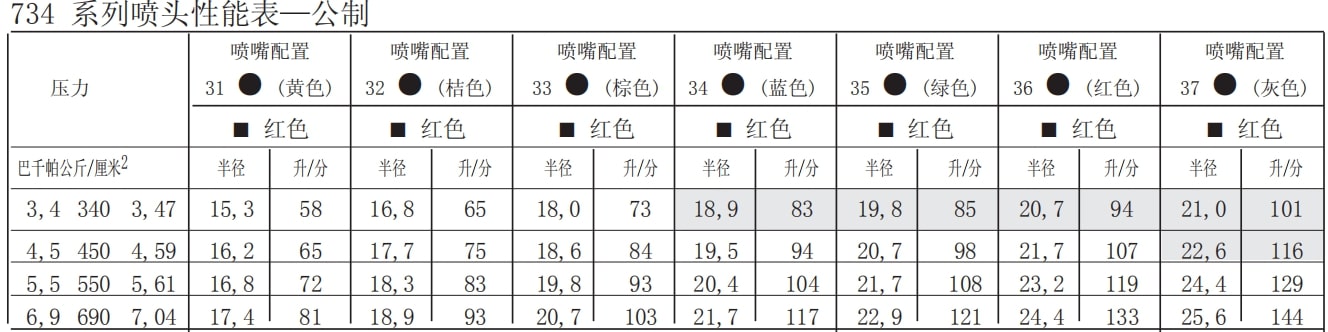 734 系列喷头性能表—公制
压力 喷嘴配置 喷嘴配置 喷嘴配置 喷嘴配置 喷嘴配置 喷嘴配置 喷嘴配置
31 ● (黄色) 32 ● (桔色) 33 ● (棕色) 34 ● (蓝色) 35 ● (绿色) 36 ● (红色) 37 ● (灰色)
■ 红色 ■ 红色 ■ 红色 ■ 红色 ■ 红色 ■ 红色 ■ 红色
巴千帕公斤/厘米2 半径 升/分 半径 升/分 半径 升/分 半径 升/分 半径 升/分 半径 升/分 半径 升/分
3,4 340 3,47 15,3 58 16,8 65 18,0 73 18,9 83 19,8 85 20,7 94 21,0 101
4,5 450 4,59 16,2 65 17,7 75 18,6 84 19,5 94 20,7 98 21,7 107 22,6 116
5,5 550 5,61 16,8 72 18,3 83 19,8 93 20,4 104 21,7 108 23,2 119 24,4 129
6,9 690 7,04 17,4 81 18,9 93 20,7 103 21,7 117 22,9 121 24,4 133 25,6 144